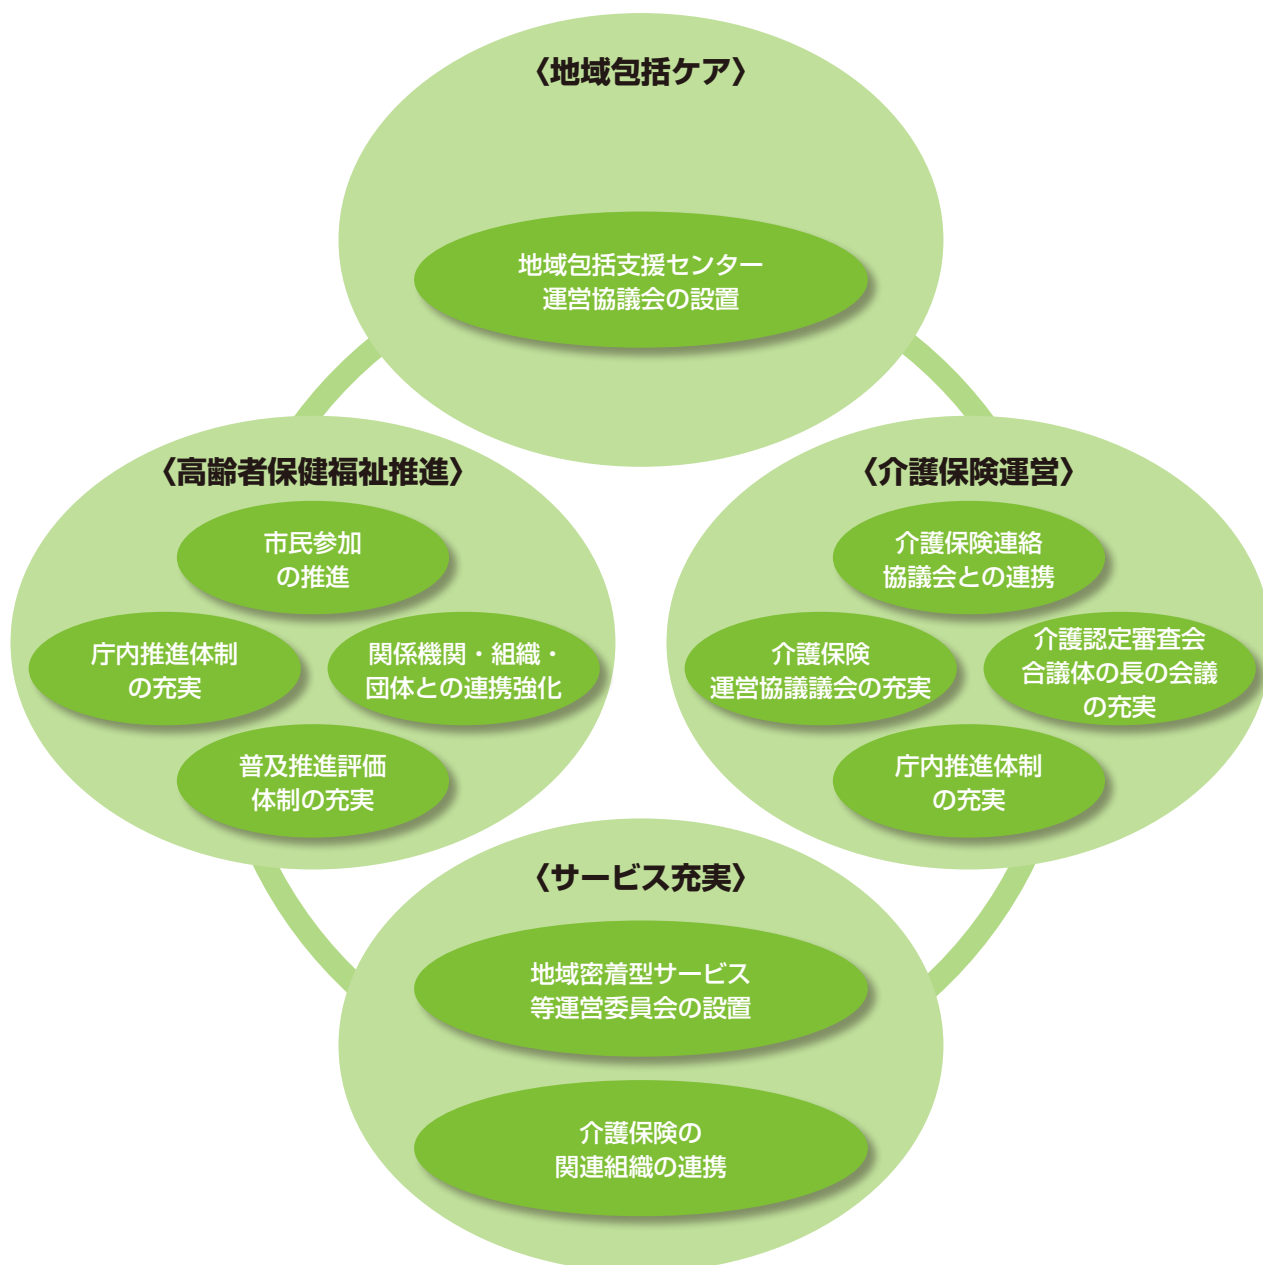 〈地域包括ケア〉
地域包括支援センター
運営協議会の設置
〈高齢者保健福祉推進〉
市民参加
の推進
庁内推進体制
の充実
関係機関・組織・
団体との連携強化
普及推進評価
体制の充実
〈介護保険運営〉
介護保険連絡
協議会との連携
介護保険
運営協議議会の充実
介護認定審査会
合議体の長の会議
の充実
庁内推進体制
の充実
〈サービス充実〉
地域密着型サービス
等運営委員会の設置
介護保険の
関連組織の連携